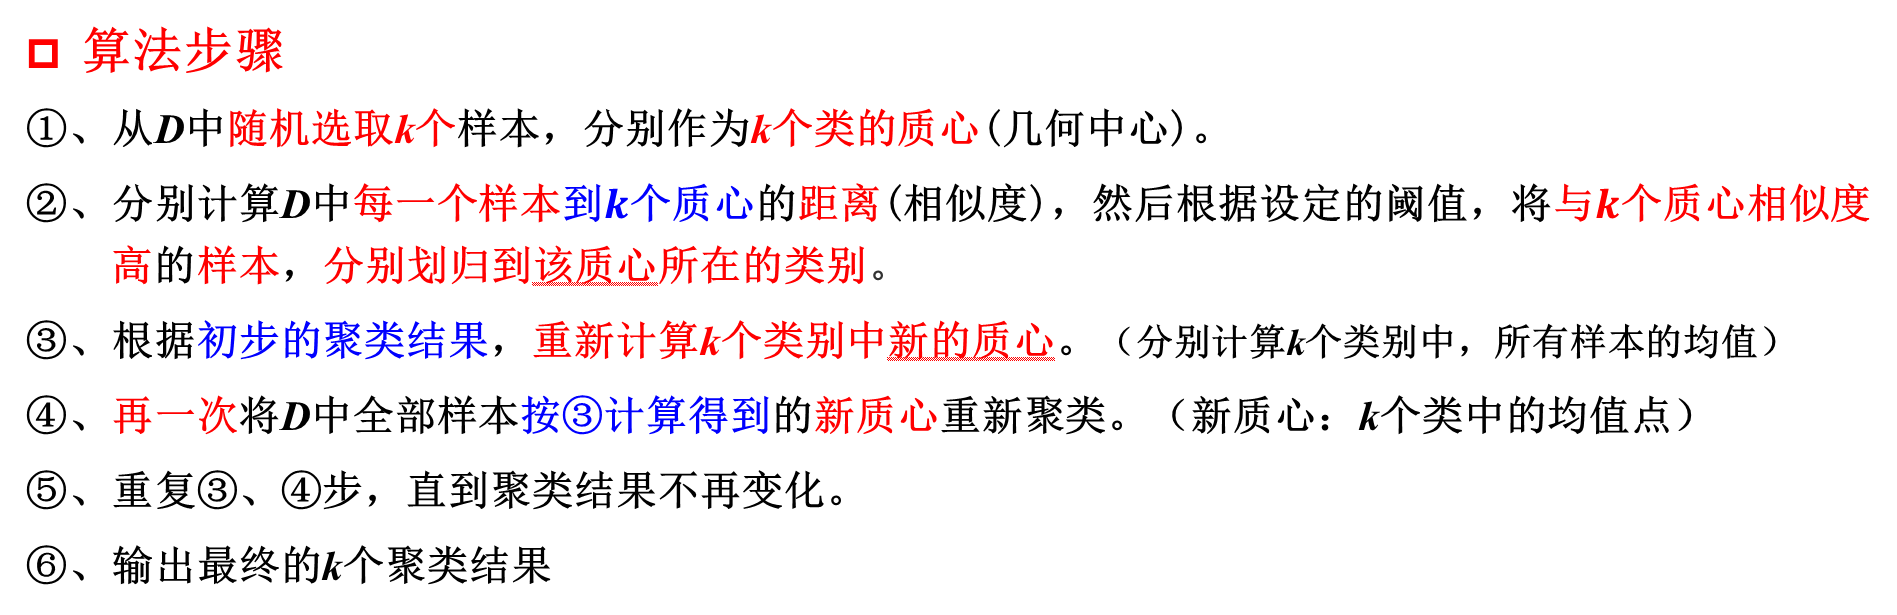 算法步骤
①、从D中随机选取k个样本，分别作为k个类的质心(几何中心)。
②、分别计算D中每一个样本到k个质心的距离(相似度)，然后根据设定的阈值，将与k个质心相似度
高的样本，分别划归到该质心所在的类别。
③、根据初步的聚类结果，重新计算k个类别中新的质心。（分别计算k个类别中，所有样本的均值）
④、再一次将D中全部样本按③计算得到的新质心重新聚类。（新质心：k个类中的均值点）
⑤、重复③、④步，直到聚类结果不再变化。
⑥、输出最终的k个聚类结果